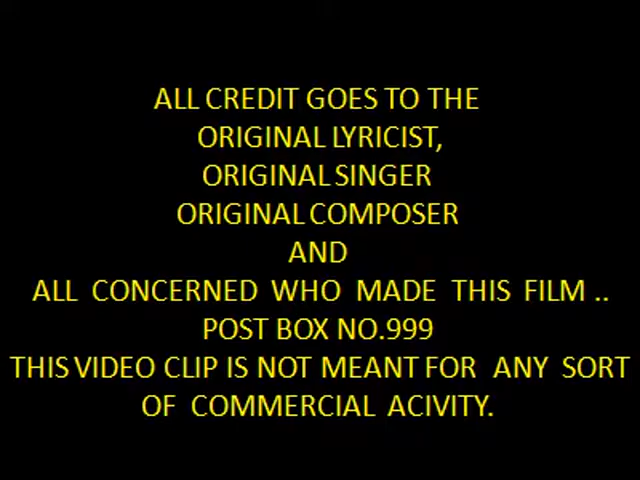 ALL CREDIT GOES TO THE
ORIGINAL LYRICIST,
ORIGINAL SINGER
ORIGINAL COMPOSER
AND
ALL CONCERNED WHO MADE THIS FILM ..
POST BOX NO.999
THIS VIDEO CLIP IS NOT MEANT FOR ANY SORT
OF COMMERCIAL ACIVITY.